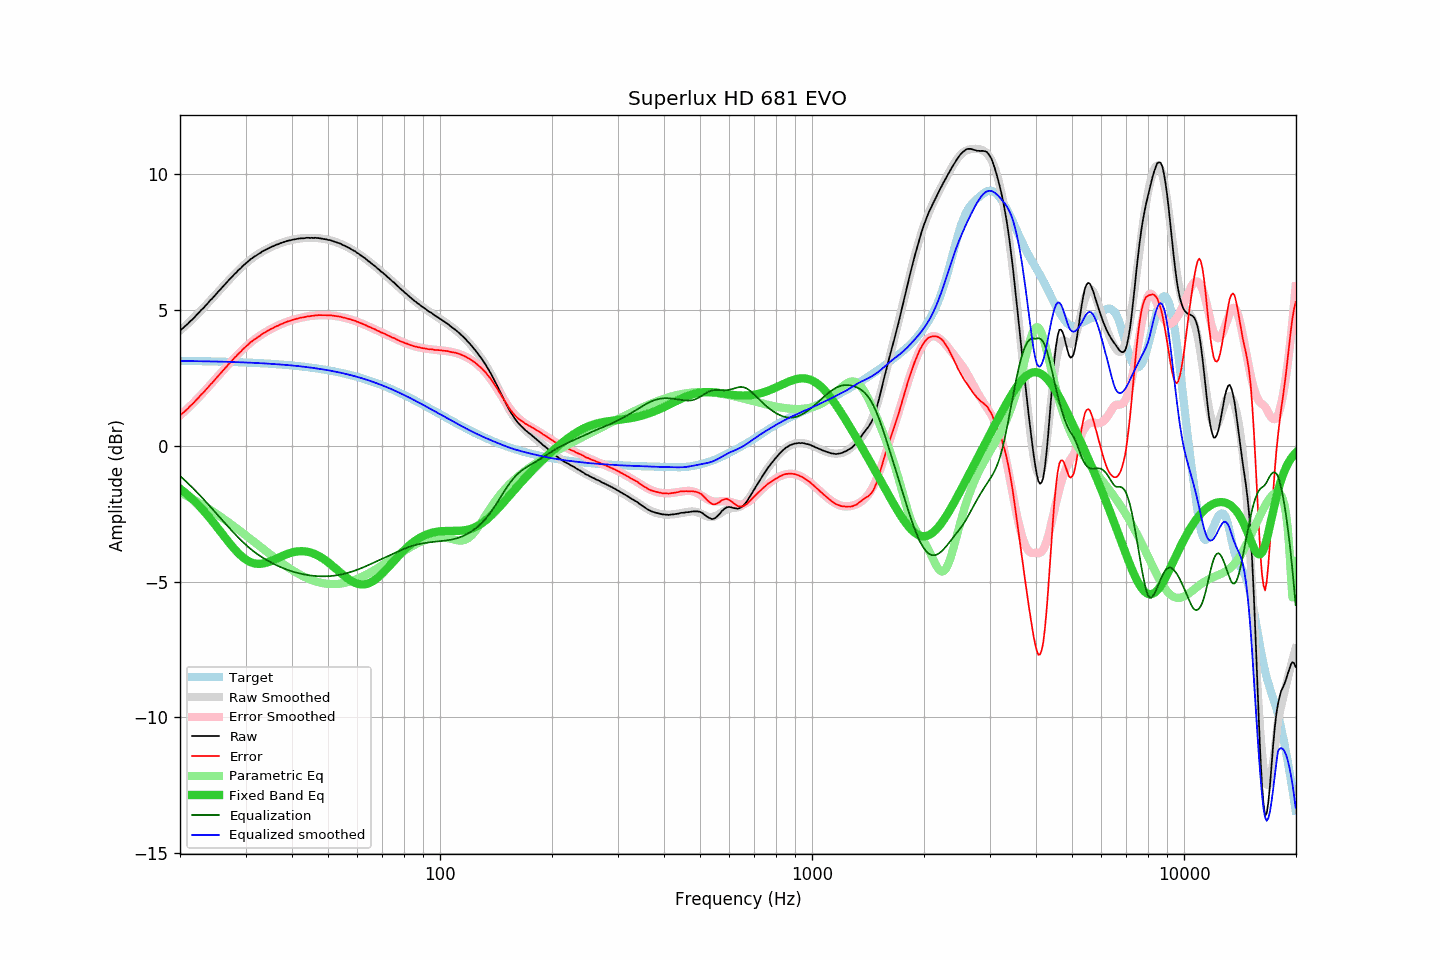 Superlux HD 681 EVO
Amplitude (dBr)
10
5
0
−5
−10
−15
Target
Raw Smoothed
Error Smoothed
Raw
Error
Parametric Eq
Fixed Band Eq
Equalization
Equalized smoothed
100
1000
10000
Frequency (Hz)